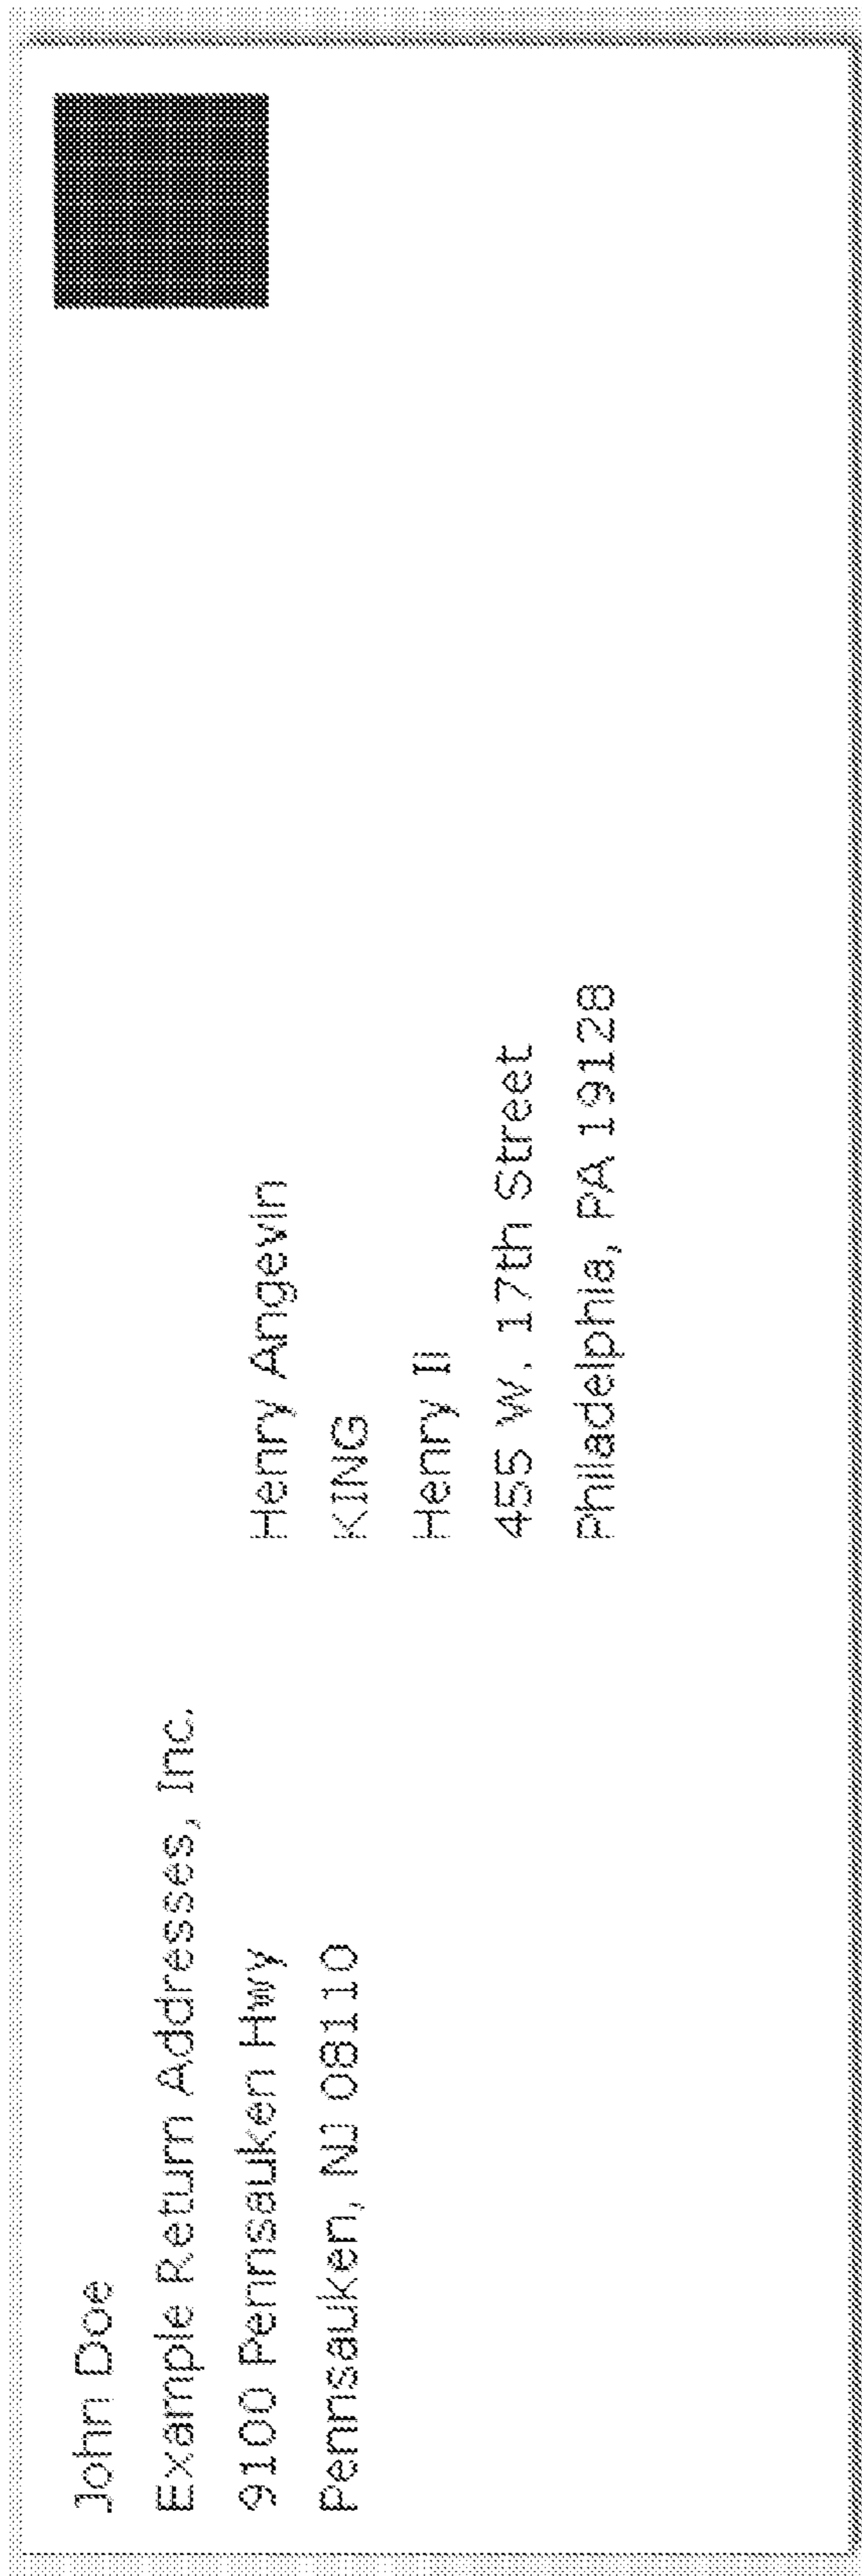 John Doe
Example Return Addresses, Inc.
9100 Pennsauken Hwy
Pennsauken, NJ 08110
Henry Angevin
KING
Henry II
455 W. 17th Street
Philadelphia, PA 19128